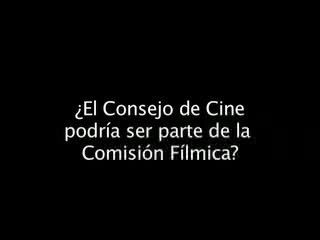 ¿El Consejo de Cine
podría ser parte de la
Comisión Fílmica?